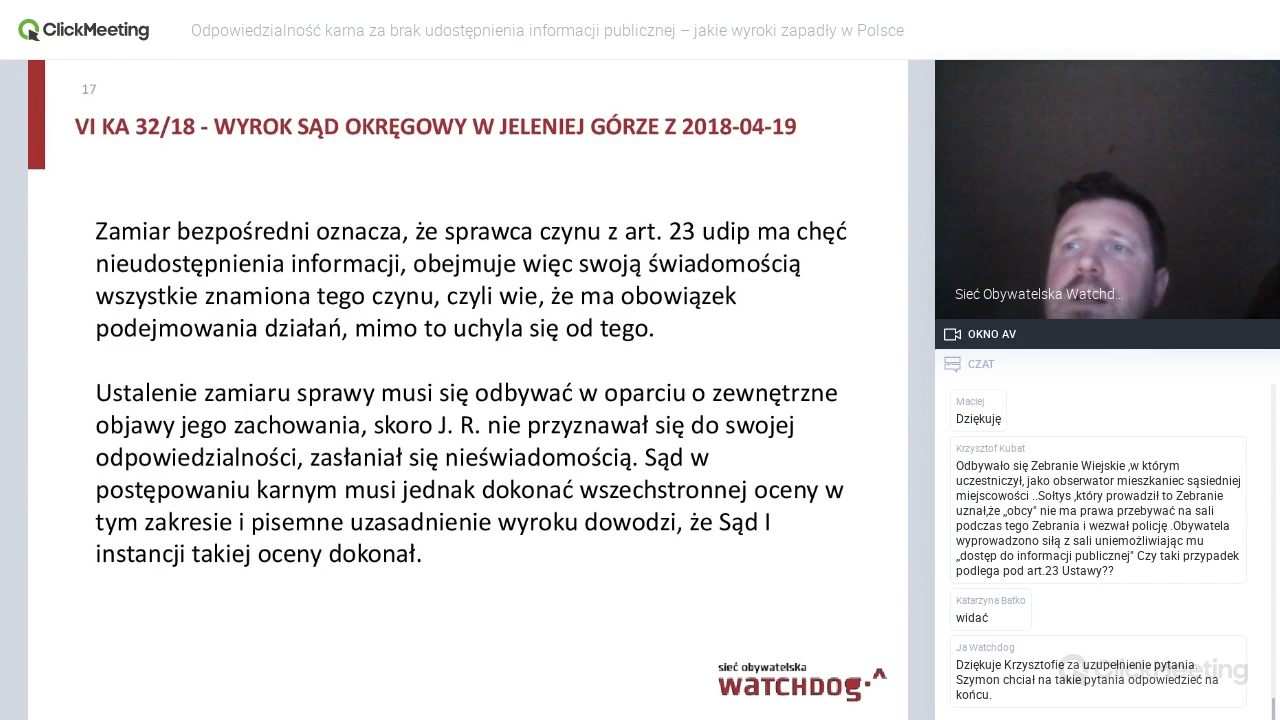 ClickMeeting
Odpowiedzialność karna za brak udostępnienia informacji publicznej – jakie wyroki zapadły w Polsce
17
VI KA 32/18 - WYROK SĄD OKRĘGOWY W JELENIEJ GÓRZE Z 2018-04-19
Zamiar bezpośredni oznacza, że sprawca czynu z art. 23 udip ma chęć
nieudostępnienia informacji, obejmuje więc swoją świadomością
wszystkie znamiona tego czynu, czyli wie, że ma obowiązek
podejmowania działań, mimo to uchyla się od tego.
Ustalenie zamiaru sprawy musi się odbywać w oparciu o zewnętrzne
objawy jego zachowania, skoro J. R. nie przyznawał się do swojej
odpowiedzialności, zasłaniał się nieświadomością. Sąd w
postępowaniu karnym musi jednak dokonać wszechstronnej oceny w
tym zakresie i pisemne uzasadnienie wyroku dowodzi, że Sąd I
instancji takiej oceny dokonał.
sieć obywatelska
WATCHDOG
Sieć Obywatelska Watchd...
OKNO AV
CZAT
Maciej
Dziękuję
Krzysztof Kubat
Odbywało się Zebranie Wiejskie ,w którym
uczestniczył, jako obserwator mieszkaniec sąsiedniej
miejscowości ..Sołtys ,który prowadził to Zebranie
uznał,że „obcy" nie ma prawa przebywać na sali
podczas tego Zebrania i wezwał policję .Obywatela
wyprowadzono siłą z sali uniemożliwiając mu
„dostęp do informacji publicznej" Czy taki przypadek
podlega pod art.23 Ustawy??
Katarzyna Batko
widać
Ja Watchdog
Dziękuje Krzysztofie za uzupełnienie pytania.
Szymon chciał na takie pytania odpowiedzieć na
końcu.
ClickMeeting